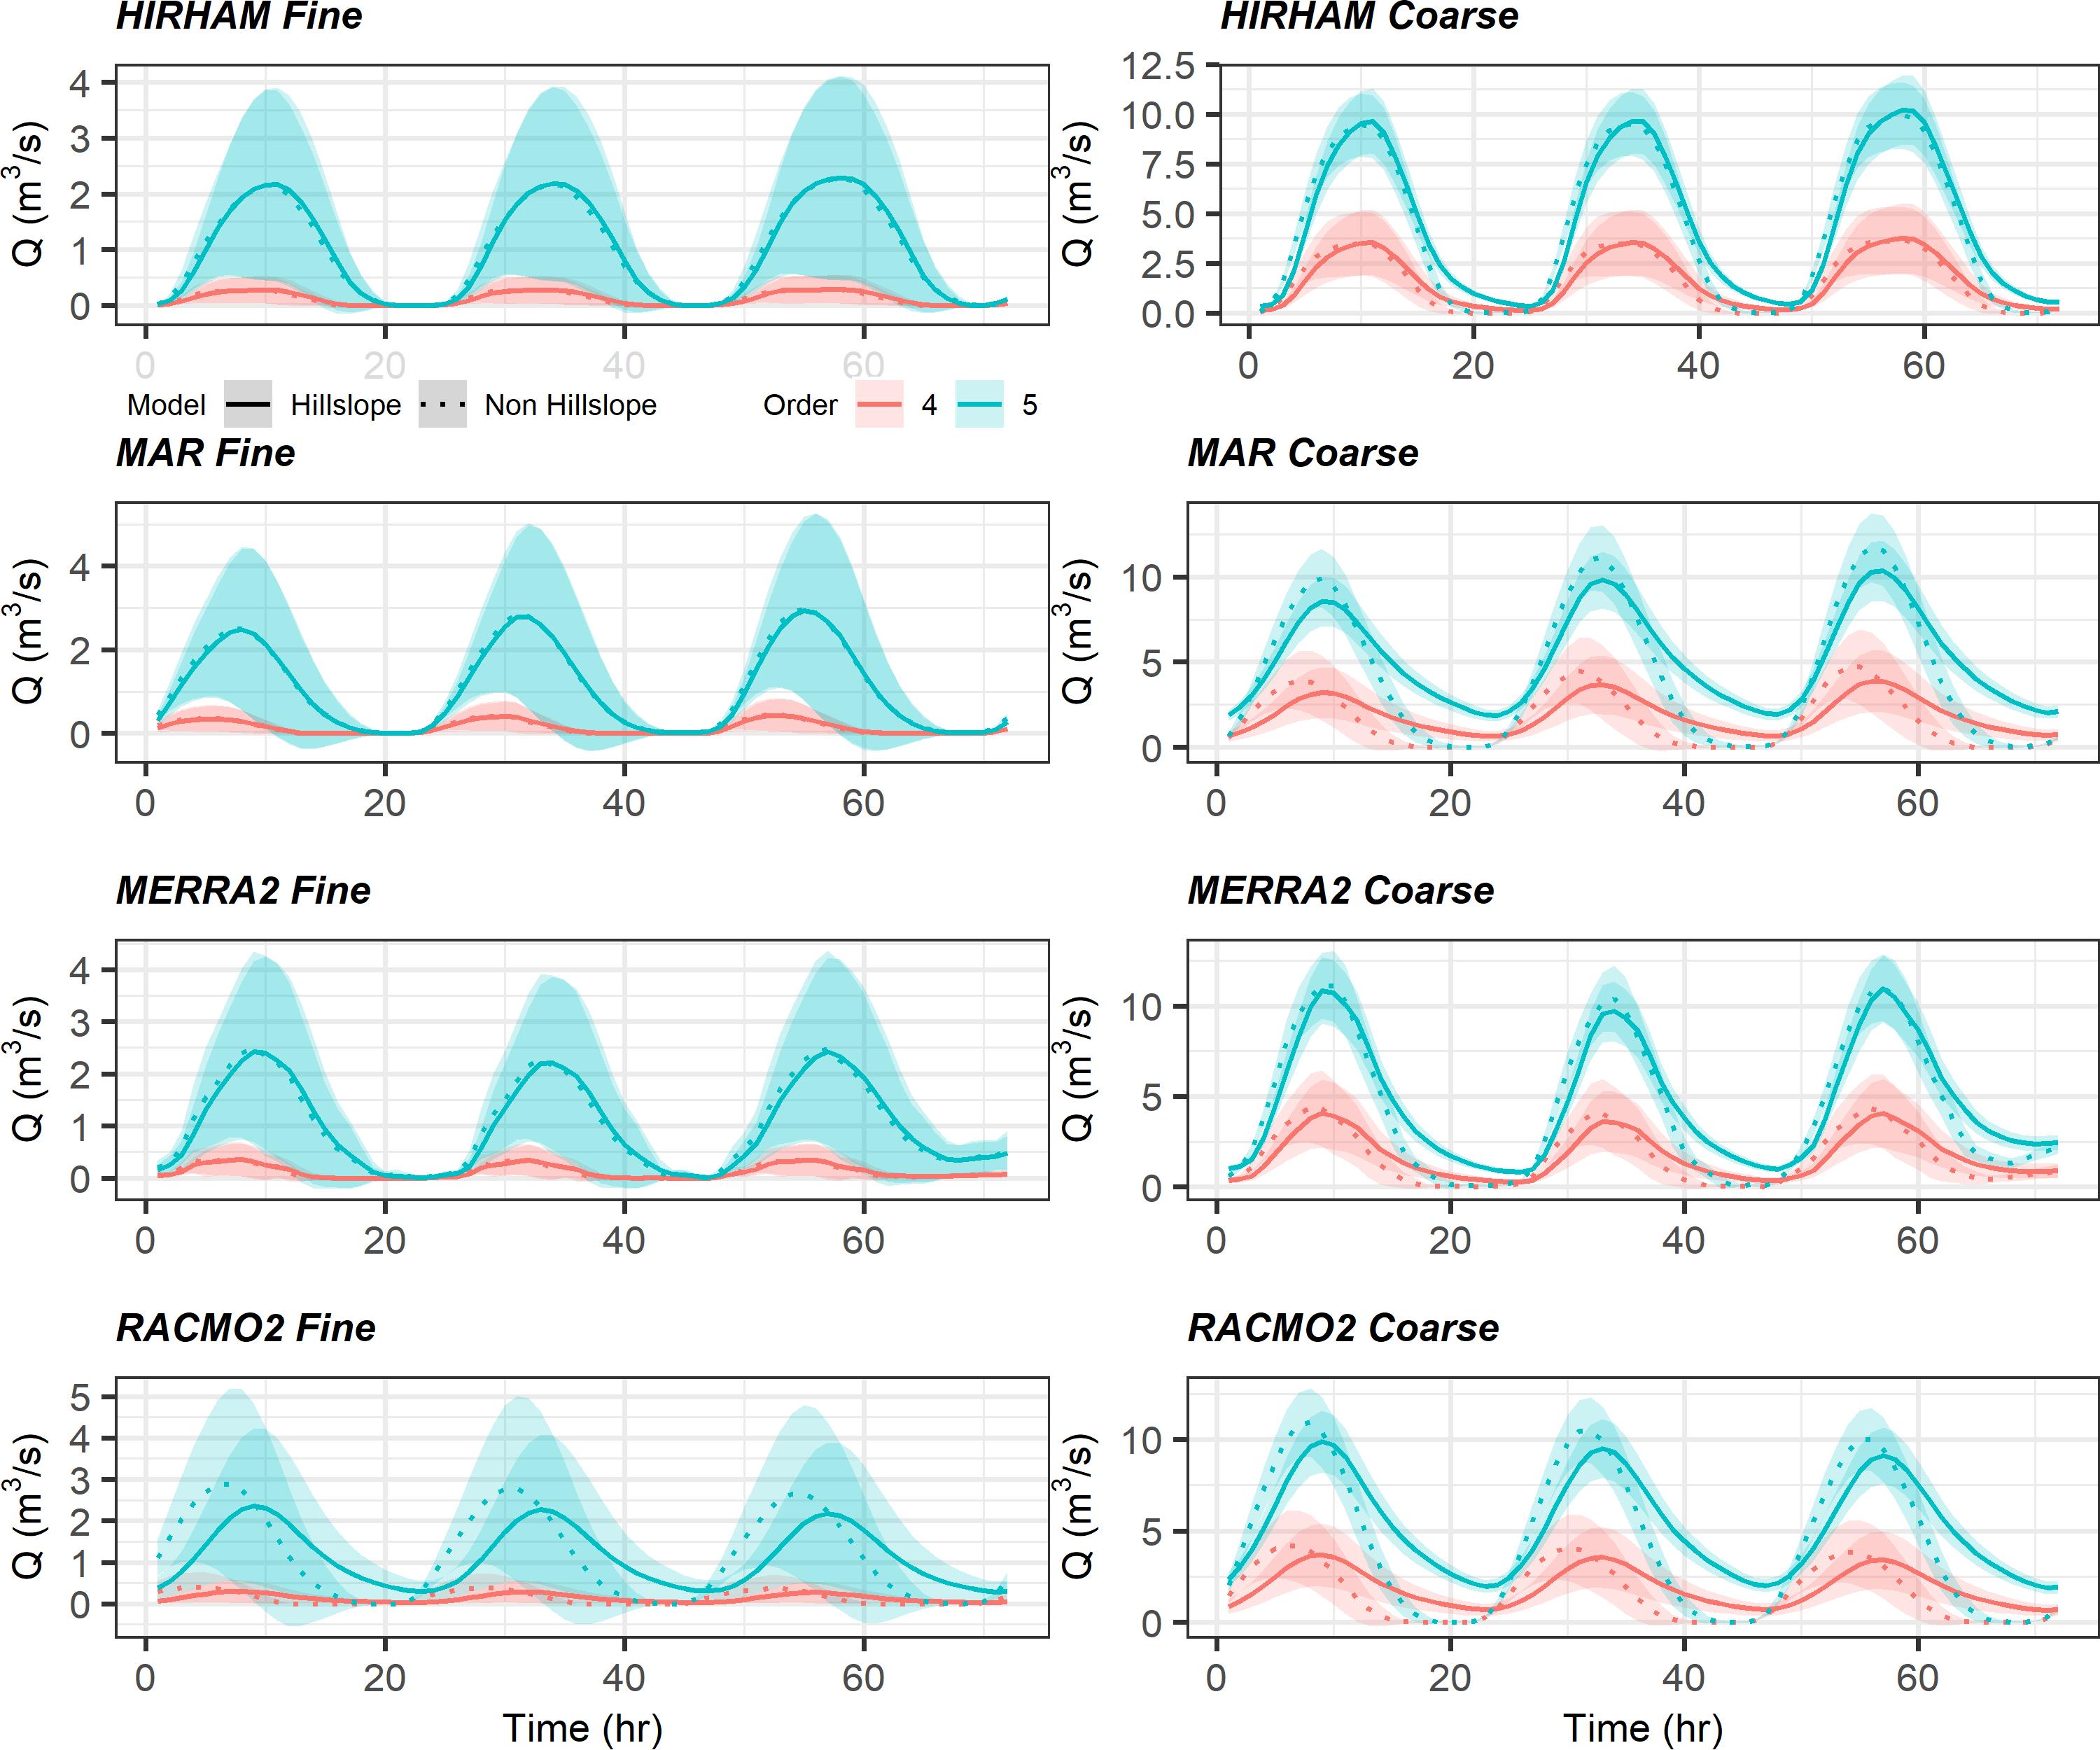 HIRHAM Fine
HIRHAM Coarse
Q (m³/s)
4
3
2
1
0
0 20 40 60
Q (m³/s)
12.5
10.0
7.5
5.0
2.5
0.0
0 20 40 60
Model Hillslope Non Hillslope Order 4 5
MAR Fine
MAR Coarse
Q (m³/s)
4
2
0
0 20 40 60
Q (m³/s)
10
5
0
0 20 40 60
MERRA2 Fine
MERRA2 Coarse
Q (m³/s)
4
3
2
1
0
0 20 40 60
Q (m³/s)
10
5
0
0 20 40 60
RACMO2 Fine
RACMO2 Coarse
Q (m³/s)
5
4
3
2
1
0
0 20 40 60
Time (hr)
Q (m³/s)
10
5
0
0 20 40 60
Time (hr)